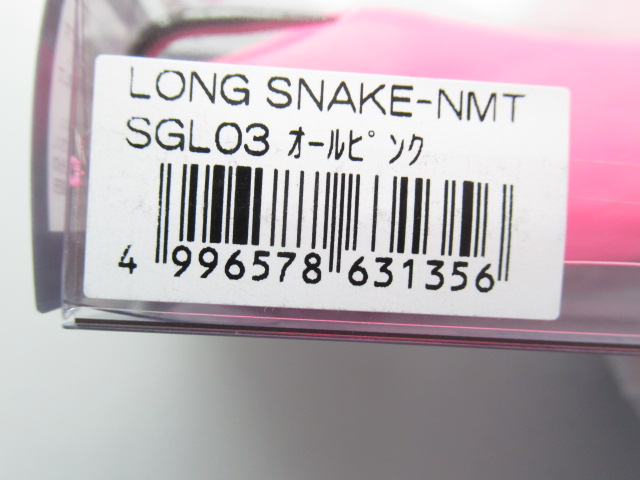 LONG SNAKE-NMT
SGL03 ｵｰﾙﾋﾟﾝｸ
4 996578 631356